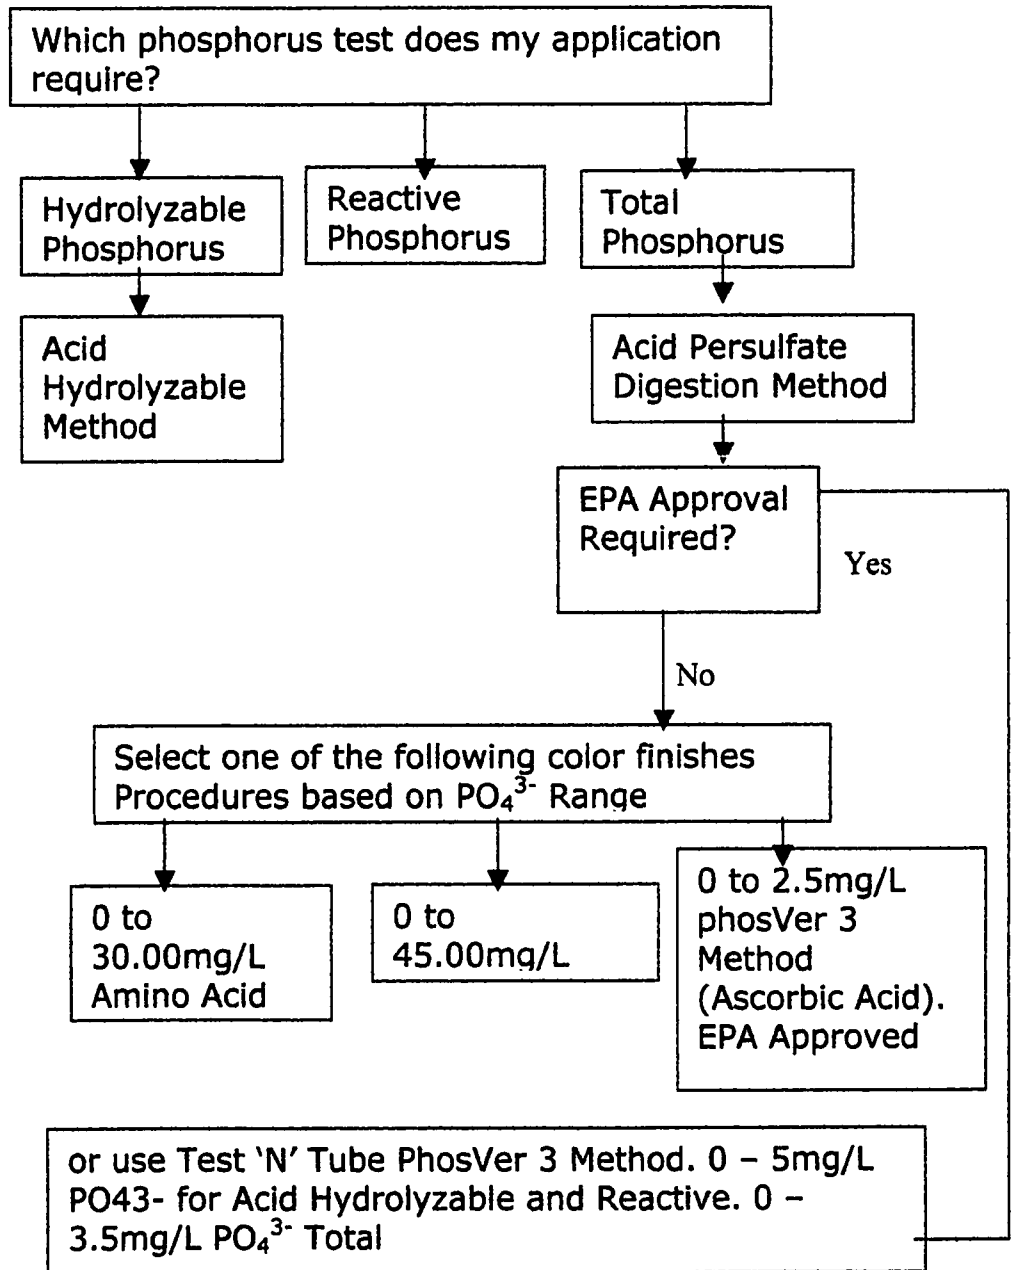 Which phosphorus test does my application
require?
Hydrolyzable
Phosphorus
Reactive
Phosphorus
Total
Phosphorus
Acid
Hydrolyzable
Method
Acid Persulfate
Digestion Method
EPA Approval
Required?
Yes
No
Select one of the following color finishes
Procedures based on PO₄³⁻ Range
0 to
30.00mg/L
Amino Acid
0 to
45.00mg/L
0 to 2.5mg/L
phosVer 3
Method
(Ascorbic Acid).
EPA Approved
or use Test ‘N’ Tube PhosVer 3 Method. 0 – 5mg/L
PO43- for Acid Hydrolyzable and Reactive. 0 –
3.5mg/L PO₄³⁻ Total